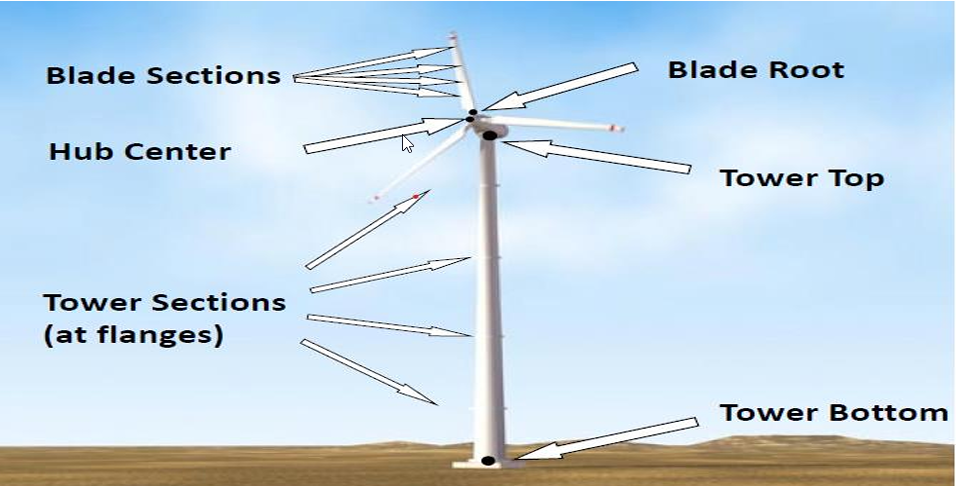 Blade Sections
Blade Root
Hub Center
Tower Top
Tower Sections
(at flanges)
Tower Bottom